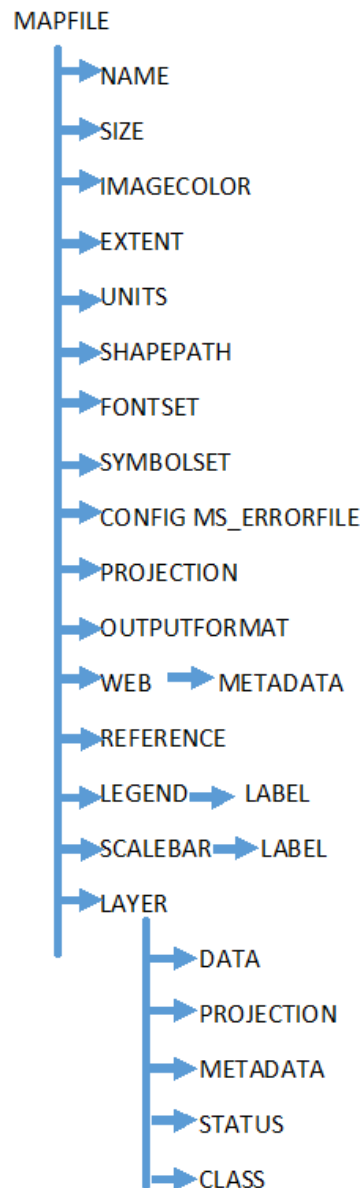 MAPFILE
NAME
SIZE
IMAGECOLOR
EXTENT
UNITS
SHAPEPATH
FONTSET
SYMBOLSET
CONFIG MS_ERRORFILE
PROJECTION
OUTPUTFORMAT
WEB METADATA
REFERENCE
LEGEND LABEL
SCALEBAR LABEL
LAYER
DATA
PROJECTION
METADATA
STATUS
CLASS